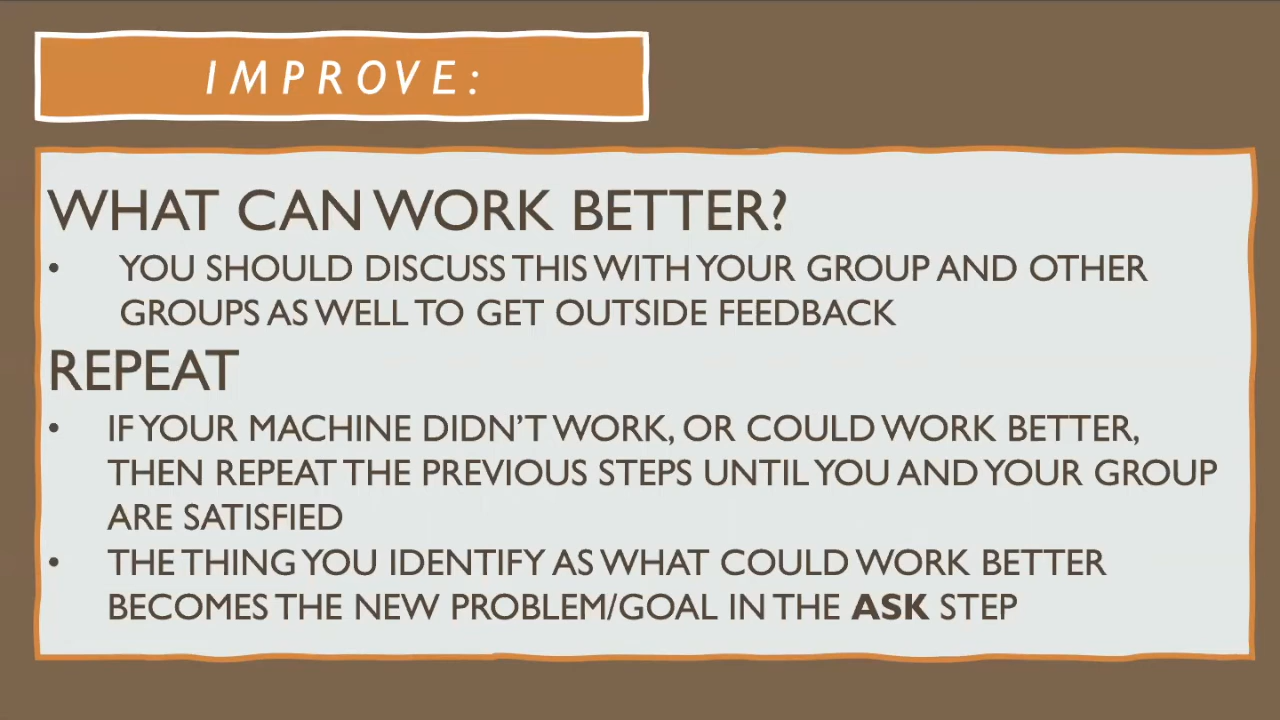 IMPROVE:
WHAT CAN WORK BETTER?
• YOU SHOULD DISCUSS THIS WITH YOUR GROUP AND OTHER
GROUPS AS WELL TO GET OUTSIDE FEEDBACK
REPEAT
• IF YOUR MACHINE DIDN'T WORK, OR COULD WORK BETTER,
THEN REPEAT THE PREVIOUS STEPS UNTIL YOU AND YOUR GROUP
ARE SATISFIED
• THE THING YOU IDENTIFY AS WHAT COULD WORK BETTER
BECOMES THE NEW PROBLEM/GOAL IN THE ASK STEP